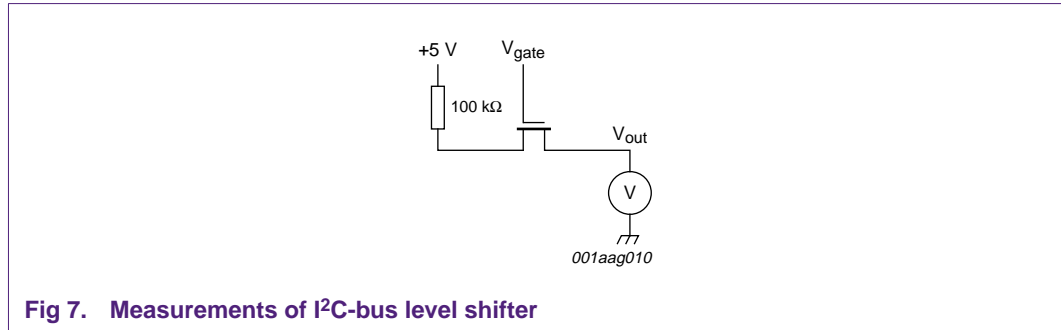 +5 V
Vgate
100 kΩ
Vout
V
001aag010
Fig 7. Measurements of I²C-bus level shifter